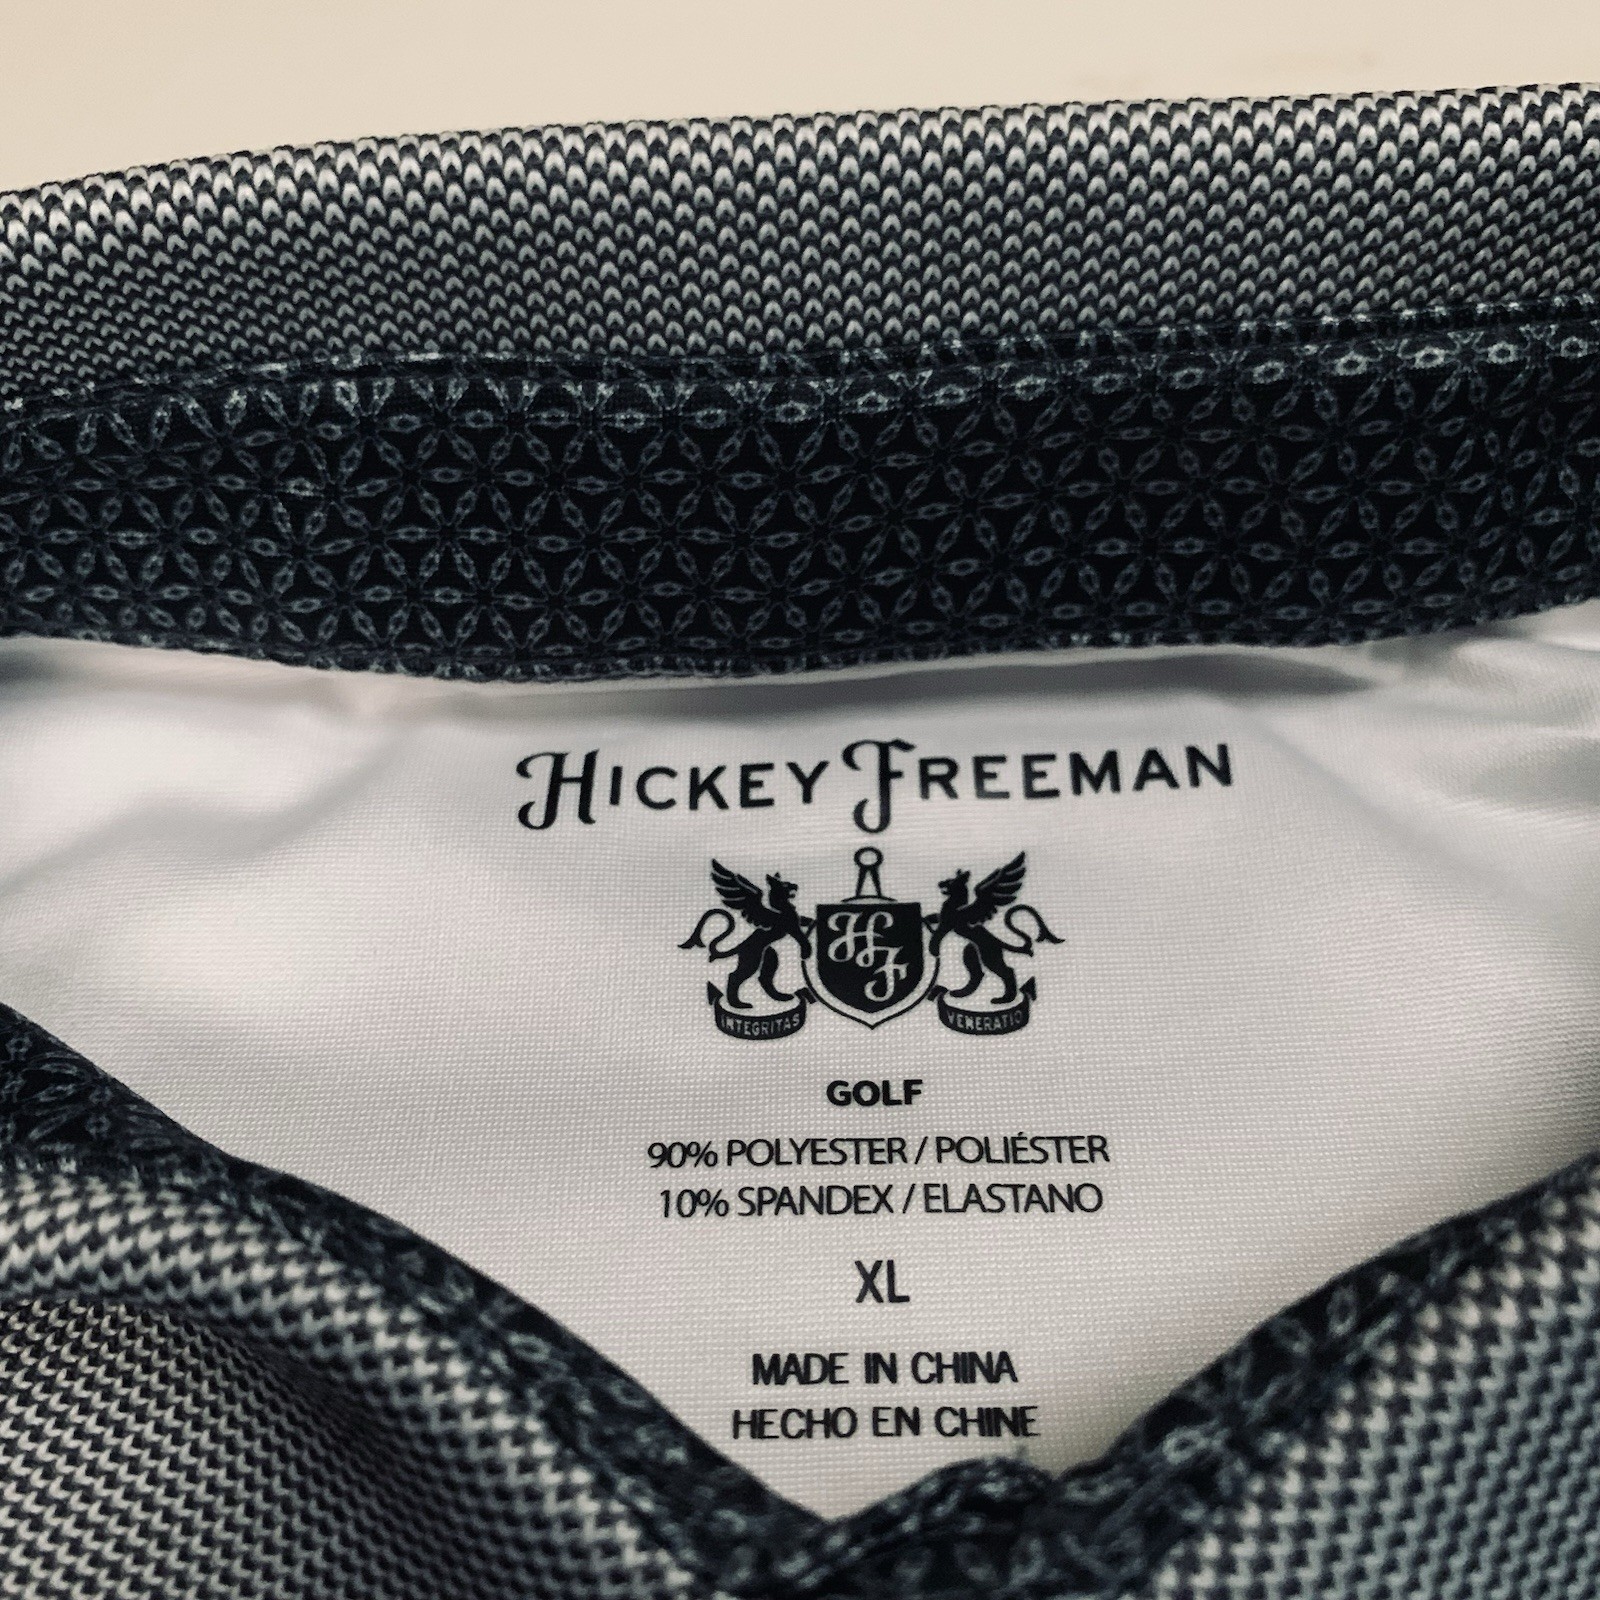 HICKEY FREEMAN
HF
INTEGRITAS VENERATIO
GOLF
90% POLYESTER / POLIÉSTER
10% SPANDEX / ELASTANO
XL
MADE IN CHINA
HECHO EN CHINE